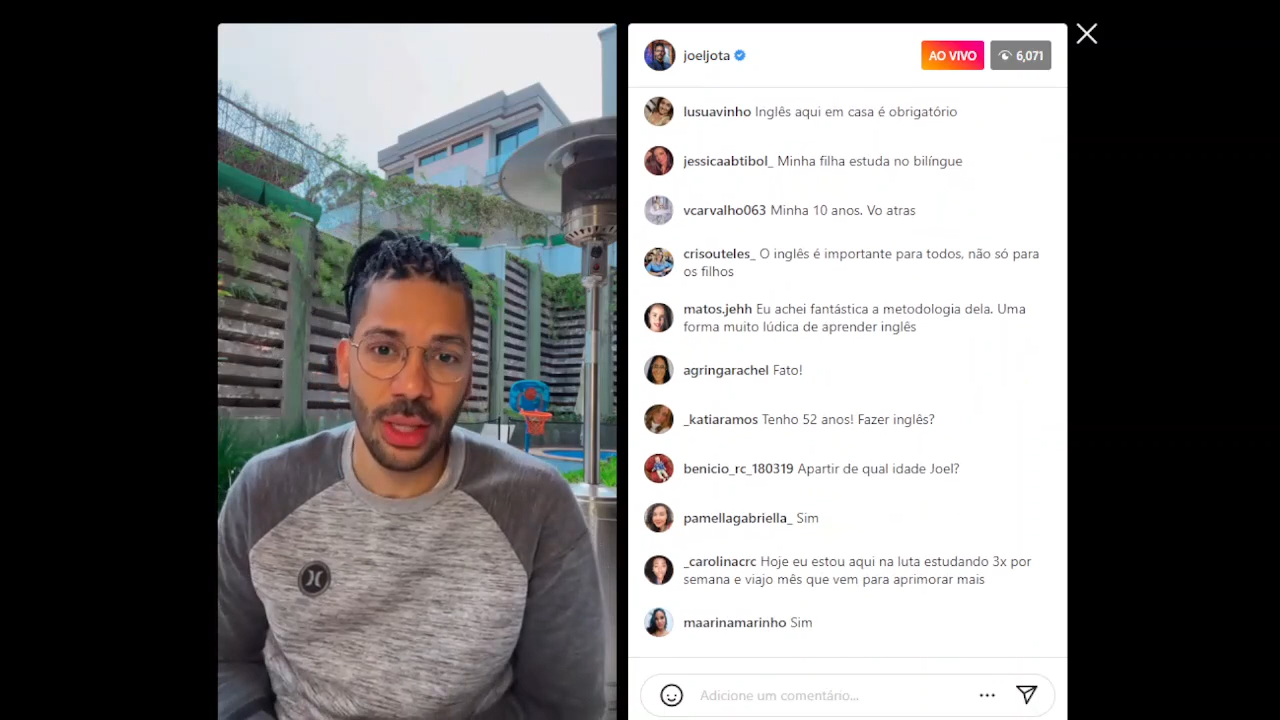 joeljota
AO VIVO
6,071
lusuavinho Inglês aqui em casa é obrigatório
jessicaabtibol_ Minha filha estuda no bilíngue
vcarvalho063 Minha 10 anos. Vo atras
crisouteles_ O inglês é importante para todos, não só para
os filhos
matos.jehh Eu achei fantástica a metodologia dela. Uma
forma muito lúdica de aprender inglês
agringarachel Fato!
_katiaramos Tenho 52 anos! Fazer inglês?
benicio_rc_180319 Apartir de qual idade Joel?
pamellagabriella_ Sim
_carolinacrc Hoje eu estou aqui na luta estudando 3x por
semana e viajo mês que vem para aprimorar mais
maarinamarinho Sim
Adicione um comentário...